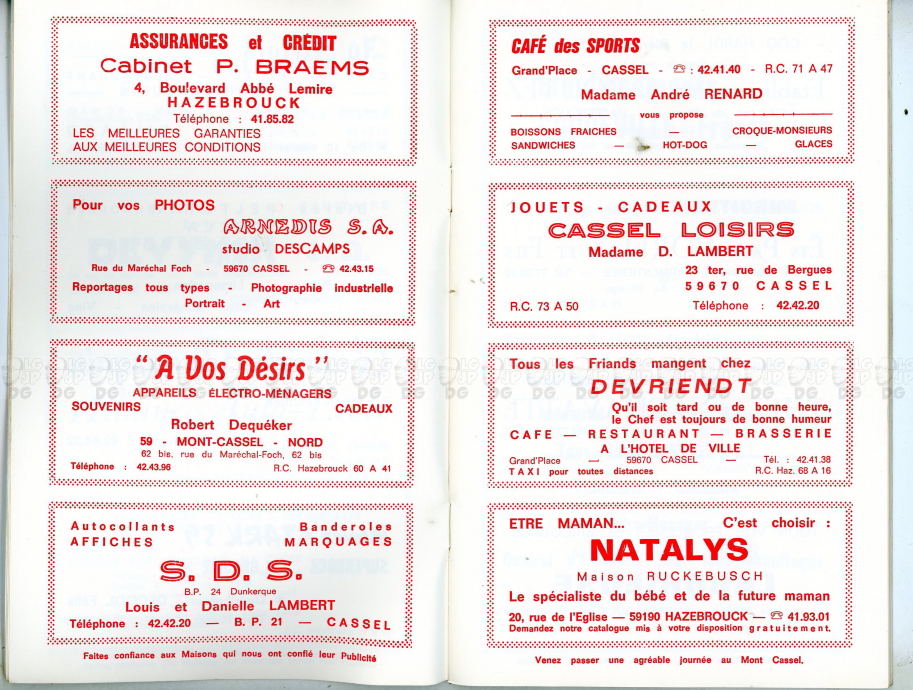 ASSURANCES et CRÉDIT
Cabinet P. BRAEMS
4, Boulevard Abbé Lemire
HAZEBROUCK
Téléphone : 41.85.82
LES MEILLEURES GARANTIES
AUX MEILLEURES CONDITIONS
Pour vos PHOTOS
ARNEDIS S.A.
studio DESCAMPS
Rue du Maréchal Foch - 59670 CASSEL - ☎ 42.43.15
Reportages tous types - Photographie industrielle
Portrait - Art
"A Vos Désirs"
APPAREILS ÉLECTRO-MÉNAGERS
SOUVENIRS CADEAUX
Robert Dequéker
59 - MONT-CASSEL - NORD
62 bis. rue du Maréchal-Foch, 62 bis
Téléphone : 42.43.96 R.C. Hazebrouck 60 A 41
Autocollants Banderoles
AFFICHES MARQUAGES
S. D. S.
B.P. 24 Dunkerque
Louis et Danielle LAMBERT
Téléphone : 42.42.20 — B. P. 21 — CASSEL
Faites confiance aux Maisons qui nous ont confié leur Publicité
CAFÉ des SPORTS
Grand'Place - CASSEL - ☎ : 42.41.40 - R.C. 71 A 47
Madame André RENARD
vous propose
BOISSONS FRAICHES — CROQUE-MONSIEURS
SANDWICHES — HOT-DOG — GLACES
JOUETS - CADEAUX
CASSEL LOISIRS
Madame D. LAMBERT
23 ter, rue de Bergues
59670 CASSEL
R.C. 73 A 50 Téléphone : 42.42.20
Tous les Friands mangent chez
DEVRIENDT
Qu'il soit tard ou de bonne heure,
le Chef est toujours de bonne humeur
CAFE — RESTAURANT — BRASSERIE
A L'HOTEL DE VILLE
Grand'Place — 59670 CASSEL — Tél. : 42.41.38
TAXI pour toutes distances R.C. Haz. 68 A 16
ETRE MAMAN... C'est choisir :
NATALYS
Maison RUCKEBUSCH
Le spécialiste du bébé et de la future maman
20, rue de l'Eglise — 59190 HAZEBROUCK — ☎ 41.93.01
Demandez notre catalogue mis à votre disposition gratuitement.
Venez passer une agréable journée au Mont Cassel.